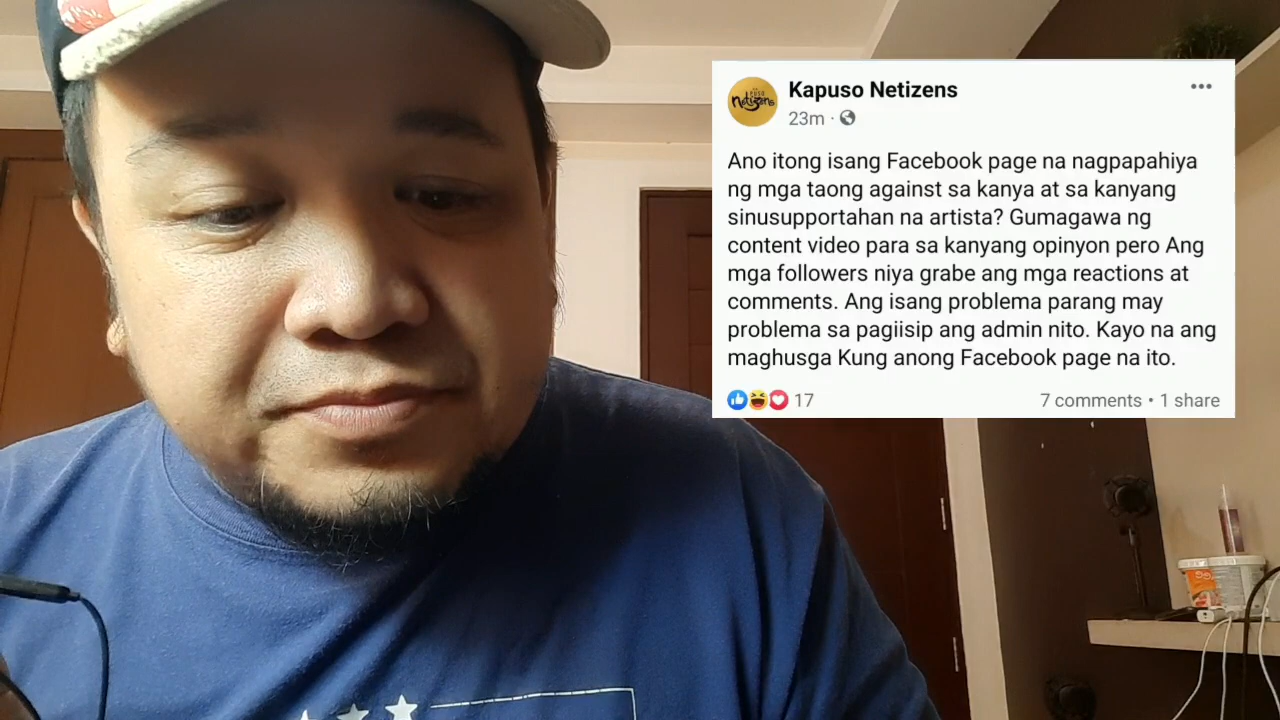 Kapuso Netizens
23m ·
Ano itong isang Facebook page na nagpapahiya
ng mga taong against sa kanya at sa kanyang
sinusupportahan na artista? Gumagawa ng
content video para sa kanyang opinyon pero Ang
mga followers niya grabe ang mga reactions at
comments. Ang isang problema parang may
problema sa pagiisip ang admin nito. Kayo na ang
maghusga Kung anong Facebook page na ito.
17
7 comments • 1 share